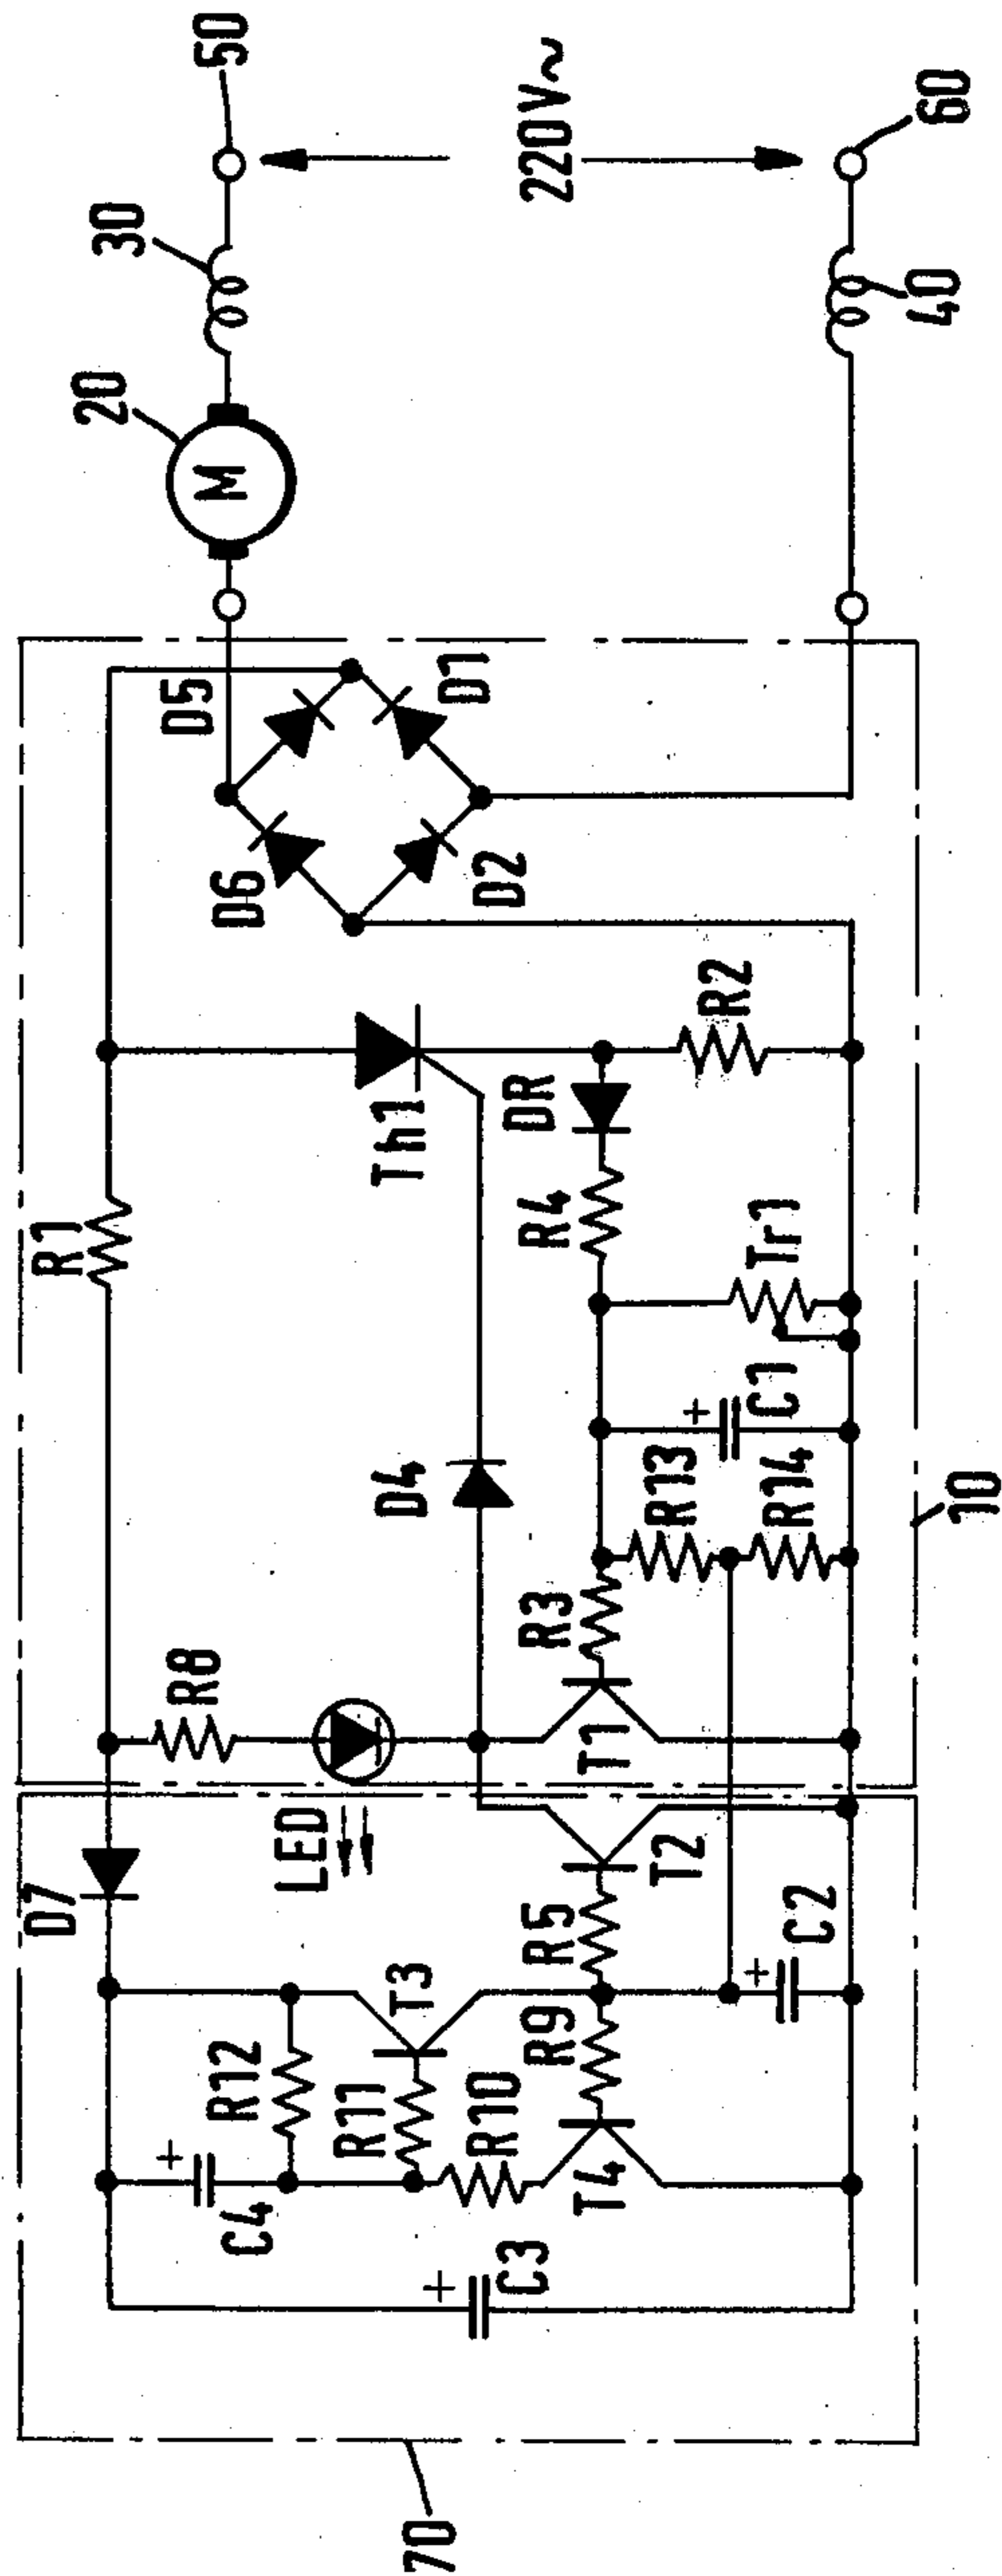 50
30
20
220V~
60
40
D5
D1
D6
D2
R1
Th1
DR
R2
R4
Tr1
D4
+
C1
R13
R14
R3
10
R8
T1
LED
D7
T2
R5
T3
+
C2
R9
R12
R11
R10
+
C4
T4
+
C3
70
M